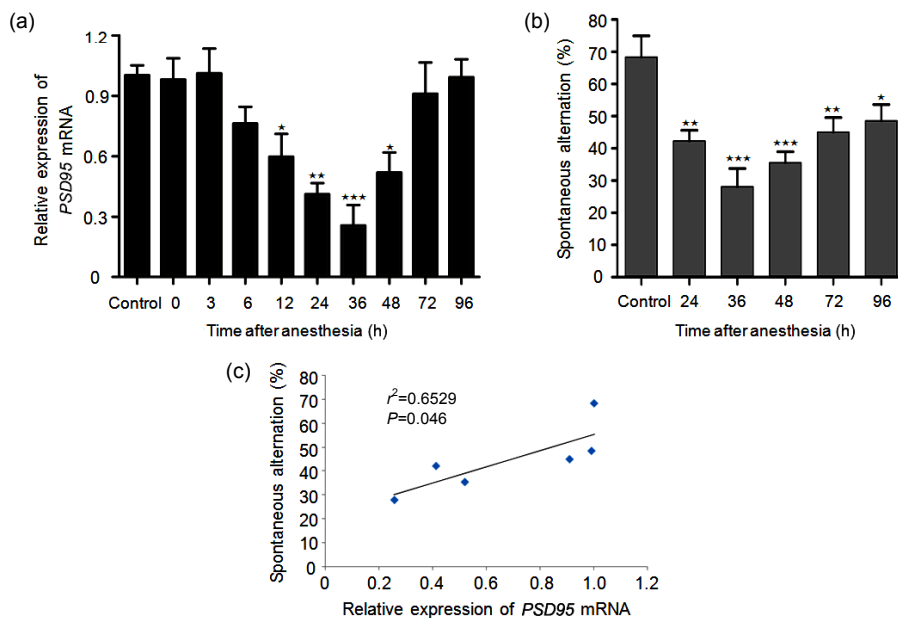 (a)
Relative expression of
PSD95 mRNA
1.2
0.9
0.6
0.3
0
★
★★
★★★
★
Control 0 3 6 12 24 36 48 72 96
Time after anesthesia (h)
(b)
Spontaneous alternation (%)
80
70
60
50
40
30
20
10
0
★★
★★★
★★★
★★
★
Control 24 36 48 72 96
Time after anesthesia (h)
(c)
Spontaneous alternation (%)
80
70
60
50
40
30
20
10
0
r²=0.6529
P=0.046
0 0.2 0.4 0.6 0.8 1.0 1.2
Relative expression of PSD95 mRNA